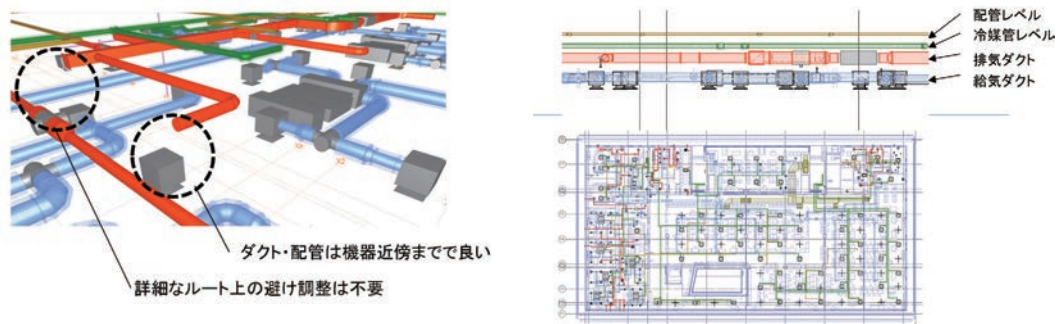 ダクト・配管は機器近傍までで良い
詳細なルート上の避け調整は不要
配管レベル
冷媒管レベル
排気ダクト
給気ダクト
X2